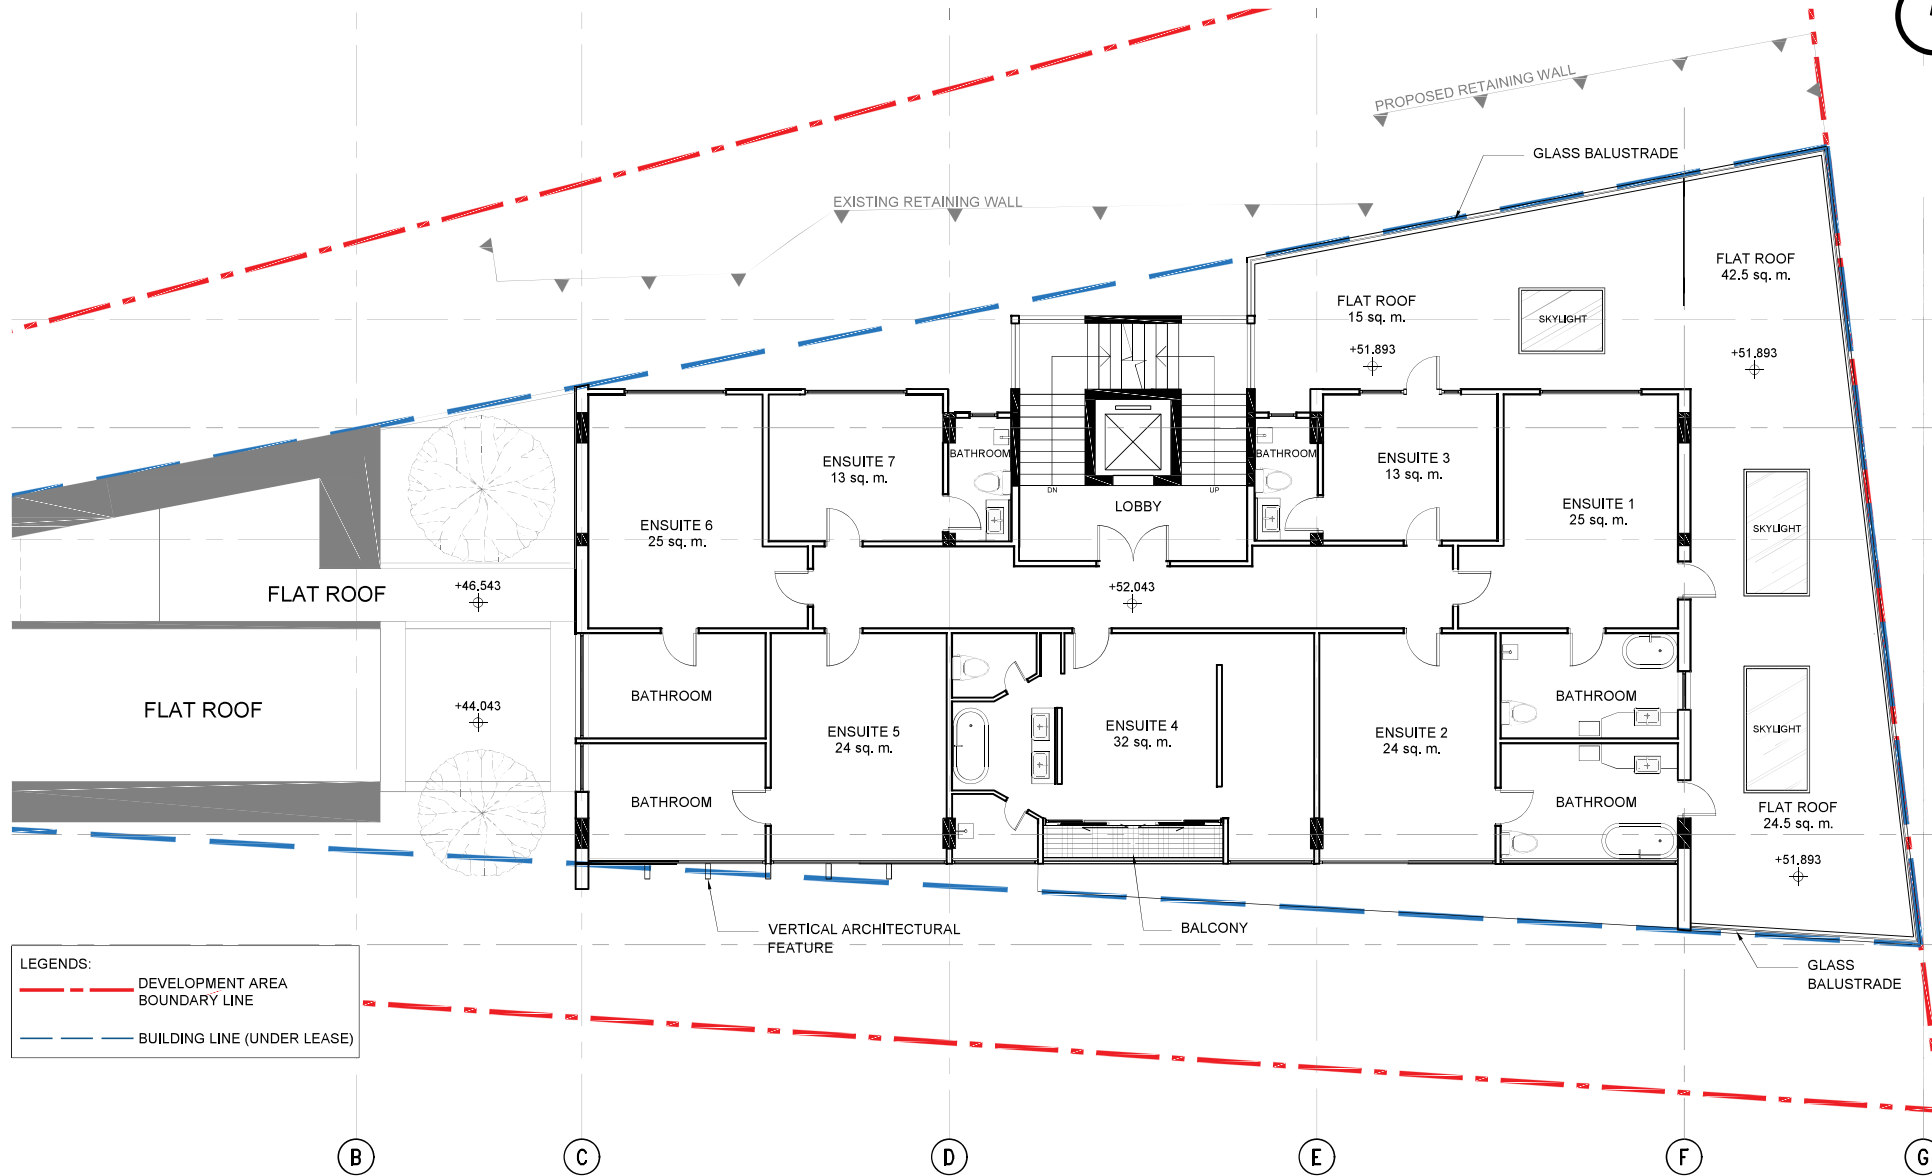 PROPOSED RETAINING WALL
GLASS BALUSTRADE
EXISTING RETAINING WALL
FLAT ROOF
42.5 sq. m.
FLAT ROOF
15 sq. m.
SKYLIGHT
+51.893
+51.893
ENSUITE 7
13 sq. m.
BATHROOM
BATHROOM
ENSUITE 3
13 sq. m.
DN
UP
LOBBY
ENSUITE 6
25 sq. m.
ENSUITE 1
25 sq. m.
SKYLIGHT
FLAT ROOF
+46.543
+52.043
FLAT ROOF
+44.043
BATHROOM
ENSUITE 5
24 sq. m.
ENSUITE 4
32 sq. m.
ENSUITE 2
24 sq. m.
BATHROOM
SKYLIGHT
BATHROOM
BATHROOM
FLAT ROOF
24.5 sq. m.
+51.893
VERTICAL ARCHITECTURAL
FEATURE
BALCONY
GLASS
BALUSTRADE
LEGENDS:
DEVELOPMENT AREA
BOUNDARY LINE
BUILDING LINE (UNDER LEASE)
B
C
D
E
F
G